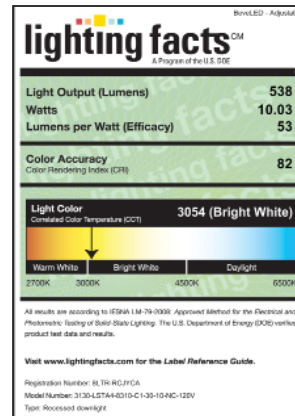 BeveLED - Adjustab
lighting facts CM
A Program of the U.S. DOE
Light Output (Lumens) 538
Watts 10.03
Lumens per Watt (Efficacy) 53
Color Accuracy 82
Color Rendering Index (CRI)
Light Color 3054 (Bright White)
Correlated Color Temperature (CCT)
Warm White Bright White Daylight
2700K 3000K 4500K 6500K
All results are according to IESNA LM-79-2008: Approved Method for the Electrical and
Photometric Testing of Solid-State Lighting. The U.S. Department of Energy (DOE) verifies
product test data and results.
Visit www.lightingfacts.com for the Label Reference Guide.
Registration Number: BLTR-RCJYCA
Model Number: 3130-LSTA4-8310-C1-30-10-NC-120V
Type: Recessed downlight